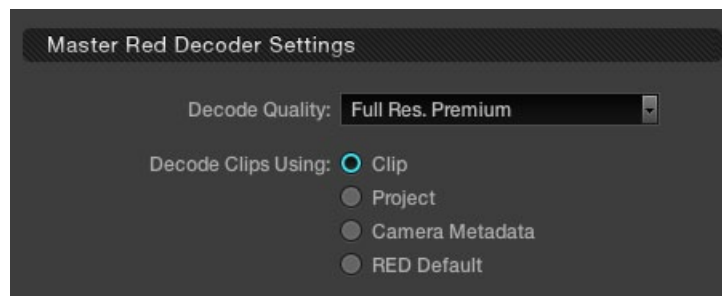 Master Red Decoder Settings
Decode Quality: Full Res. Premium
Decode Clips Using: Clip
Project
Camera Metadata
RED Default